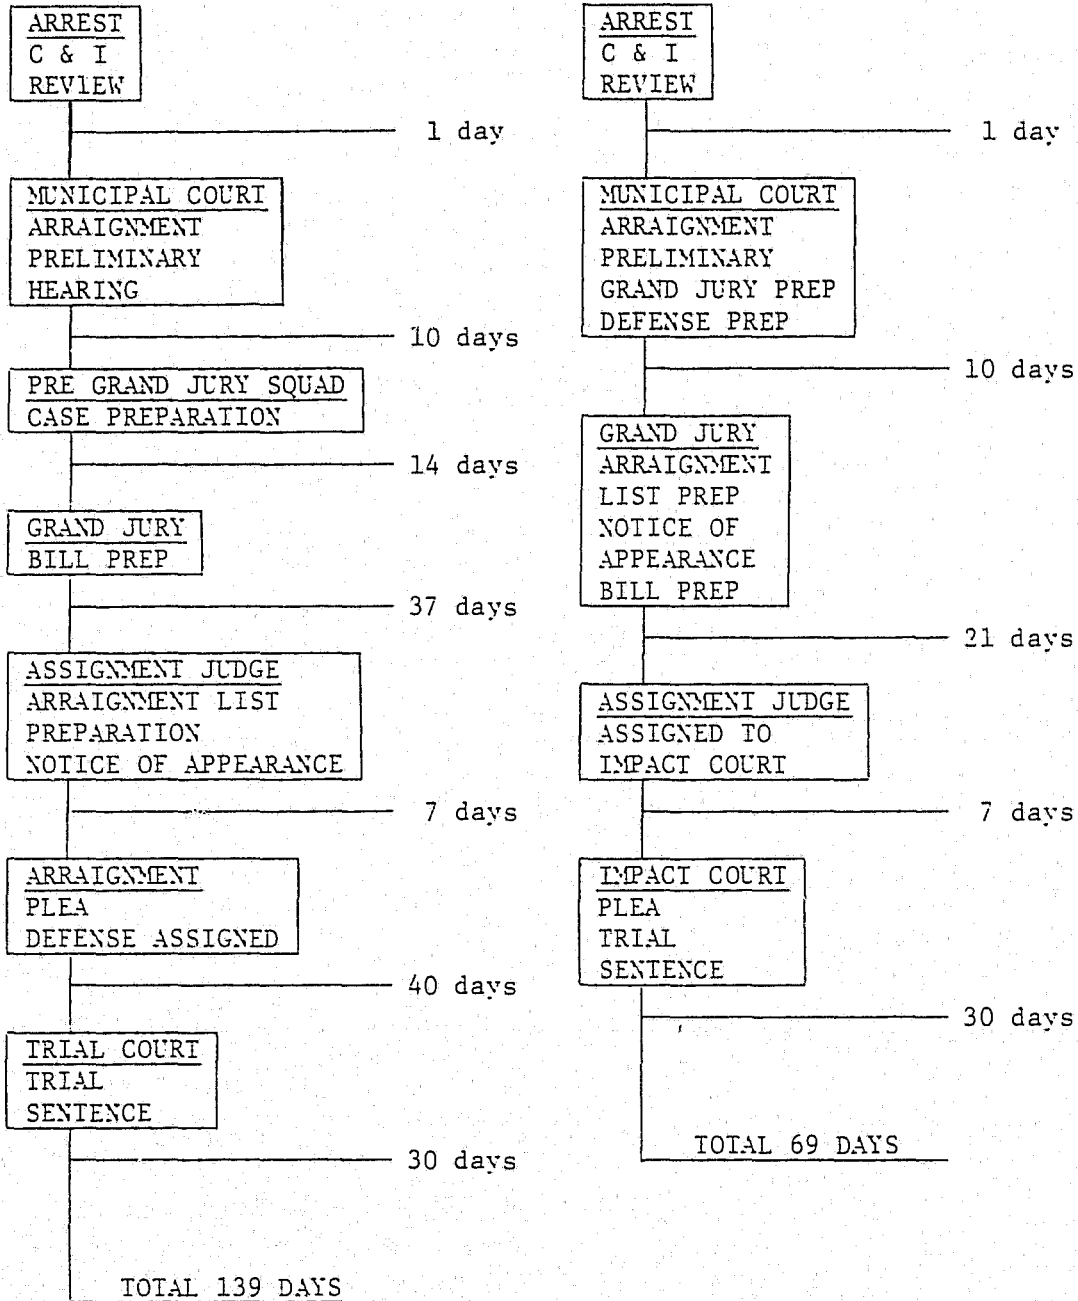 ARREST
C & I
REVIEW
1 day
MUNICIPAL COURT
ARRAIGNMENT
PRELIMINARY
HEARING
10 days
PRE GRAND JURY SQUAD
CASE PREPARATION
14 days
GRAND JURY
BILL PREP
37 days
ASSIGNMENT JUDGE
ARRAIGNMENT LIST
PREPARATION
NOTICE OF APPEARANCE
7 days
ARRAIGNMENT
PLEA
DEFENSE ASSIGNED
40 days
TRIAL COURT
TRIAL
SENTENCE
30 days
TOTAL 139 DAYS
ARREST
C & I
REVIEW
1 day
MUNICIPAL COURT
ARRAIGNMENT
PRELIMINARY
GRAND JURY PREP
DEFENSE PREP
10 days
GRAND JURY
ARRAIGNMENT
LIST PREP
NOTICE OF
APPEARANCE
BILL PREP
21 days
ASSIGNMENT JUDGE
ASSIGNED TO
IMPACT COURT
7 days
IMPACT COURT
PLEA
TRIAL
SENTENCE
30 days
TOTAL 69 DAYS